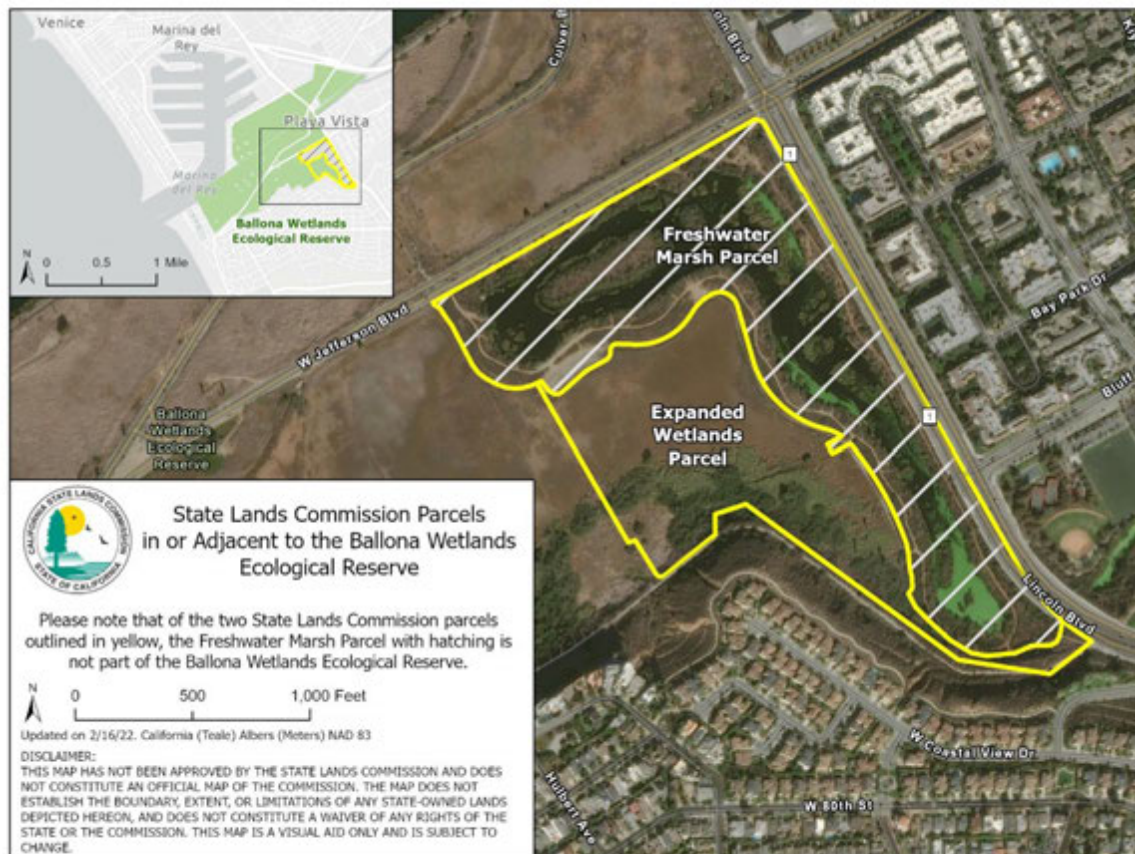 Venice
Marina del
Rey
Playa Vista
Marina
del Rey
Ballona Wetlands
Ecological Reserve
N
0 0.5 1 Mile
Culver B
Lincoln Blvd
1
Freshwater
Marsh Parcel
W Jefferson Blvd
Bay Park Dr
Bluff
1
Ballona
Wetlands
Ecological
Reserve
Expanded
Wetlands
Parcel
Lincoln Blvd
W Coastal View Dr
W 80th St
Hulbert Ave
CALIFORNIA STATE LANDS COMMISSION
STATE OF CALIFORNIA
State Lands Commission Parcels
in or Adjacent to the Ballona Wetlands
Ecological Reserve
Please note that of the two State Lands Commission parcels
outlined in yellow, the Freshwater Marsh Parcel with hatching is
not part of the Ballona Wetlands Ecological Reserve.
N
0 500 1,000 Feet
Updated on 2/16/22. California (Teale) Albers (Meters) NAD 83
DISCLAIMER:
THIS MAP HAS NOT BEEN APPROVED BY THE STATE LANDS COMMISSION AND DOES
NOT CONSTITUTE AN OFFICIAL MAP OF THE COMMISSION. THE MAP DOES NOT
ESTABLISH THE BOUNDARY, EXTENT, OR LIMITATIONS OF ANY STATE-OWNED LANDS
DEPICTED HEREON, AND DOES NOT CONSTITUTE A WAIVER OF ANY RIGHTS OF THE
STATE OR THE COMMISSION. THIS MAP IS A VISUAL AID ONLY AND IS SUBJECT TO
CHANGE.